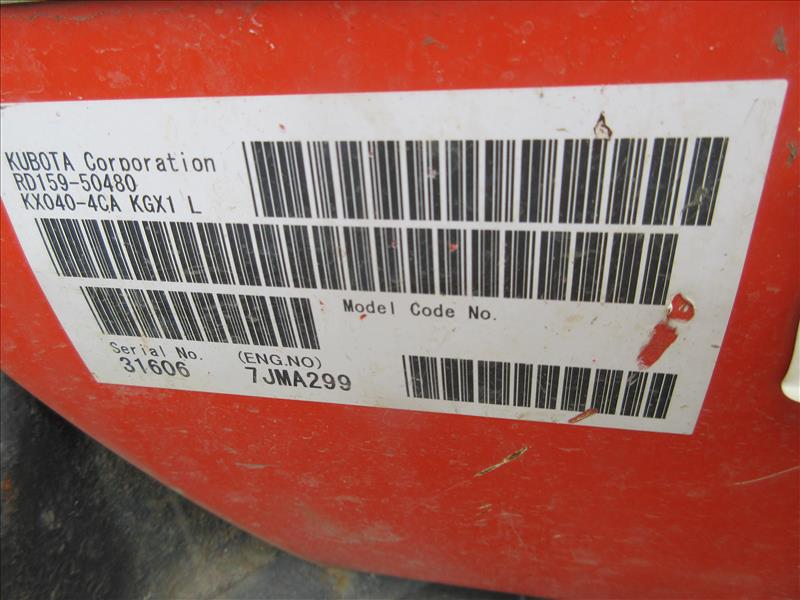 KUBOTA Corporation
RD159-50480
KX040-4CA KGX1 L
Model Code No.
Serial No. (ENG.NO)
31606 7JMA299